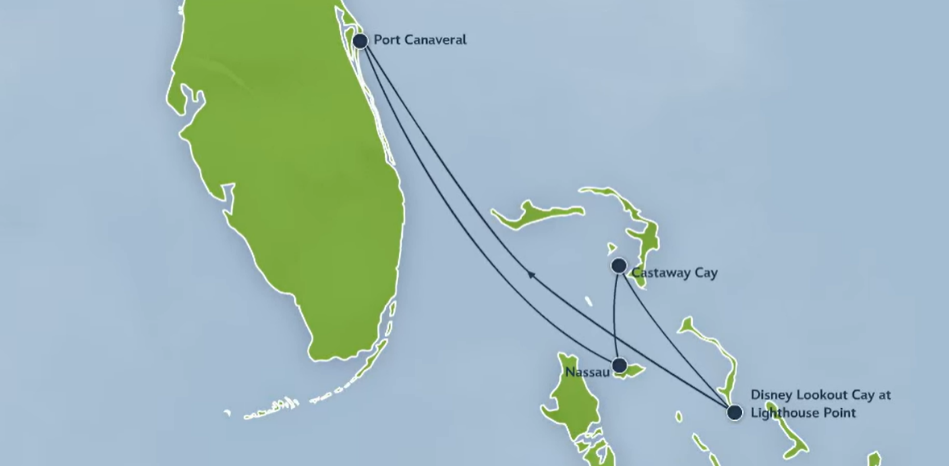 Port Canaveral
Castaway Cay
Nassau
Disney Lookout Cay at
Lighthouse Point